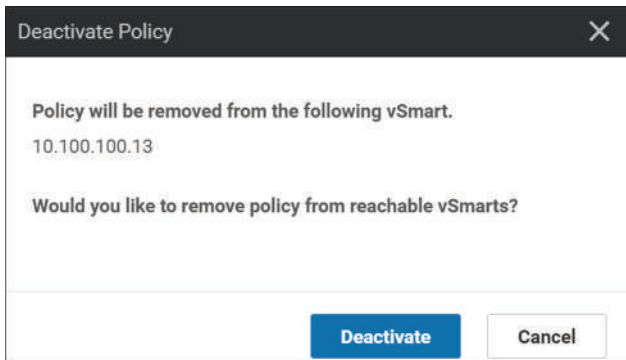 Deactivate Policy
Policy will be removed from the following vSmart.
10.100.100.13
Would you like to remove policy from reachable vSmarts?
Deactivate Cancel